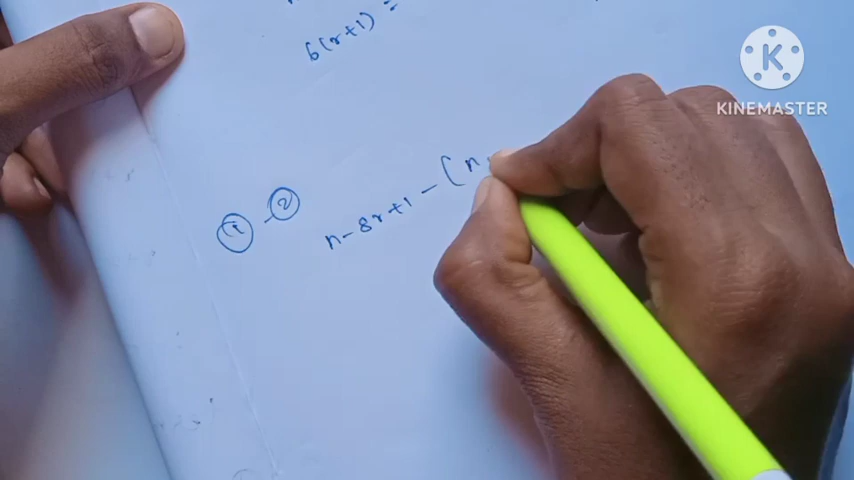 6(r+1) =
K
KINEMASTER
① - ②
n - 8r + 1 - (n